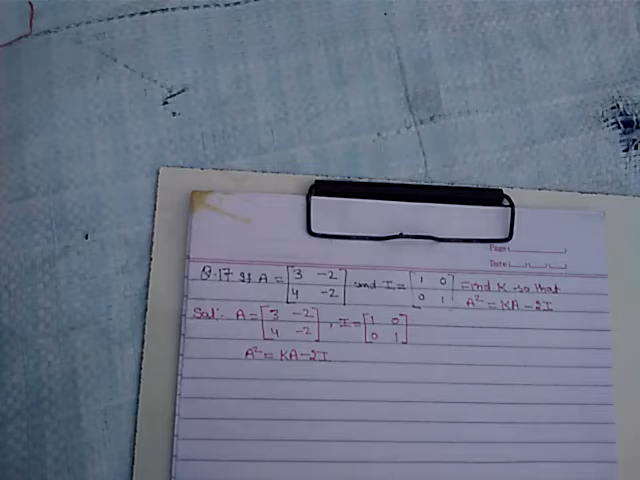 Page:
Date:
Q.17 If A = [3 -2 4 -2] and I = [1 0 0 1] Find K so that A² = KA - 2I
Sol:- A = [3 -2 4 -2], I = [1 0 0 1]
A² = KA - 2I